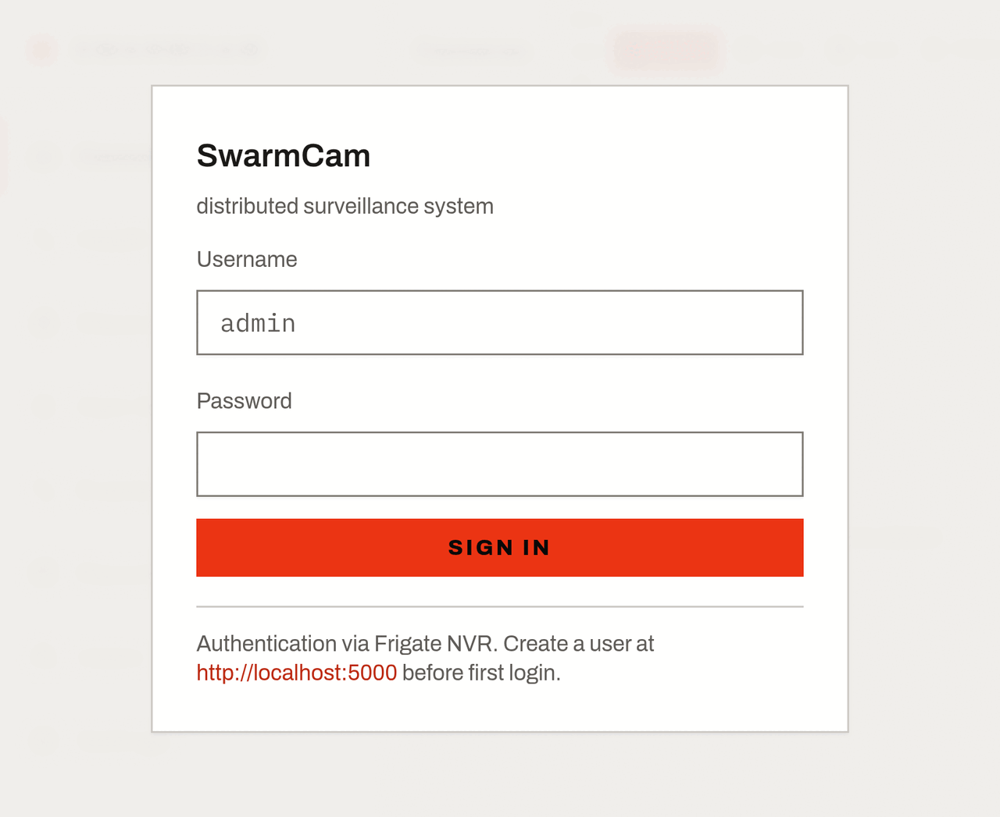 SwarmCam
distributed surveillance system
Username
admin
Password
SIGN IN
Authentication via Frigate NVR. Create a user at
http://localhost:5000 before first login.